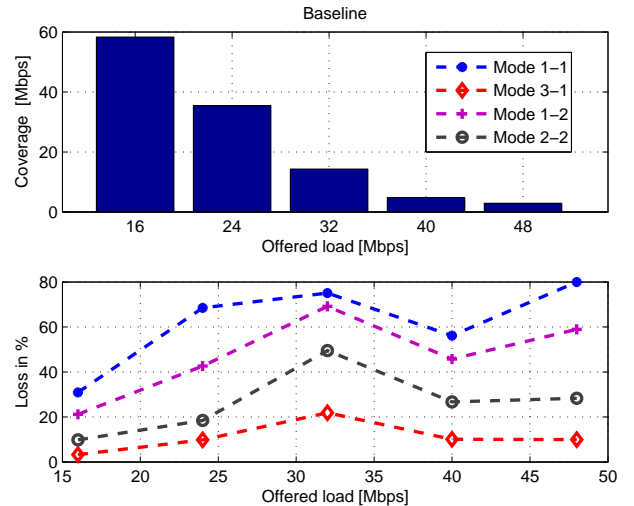 Baseline
60
40
20
0
Coverage [Mbps]
16 24 32 40 48
Offered load [Mbps]
Mode 1−1
Mode 3−1
Mode 1−2
Mode 2−2
80
60
40
20
0
Loss in %
15 20 25 30 35 40 45 50
Offered load [Mbps]